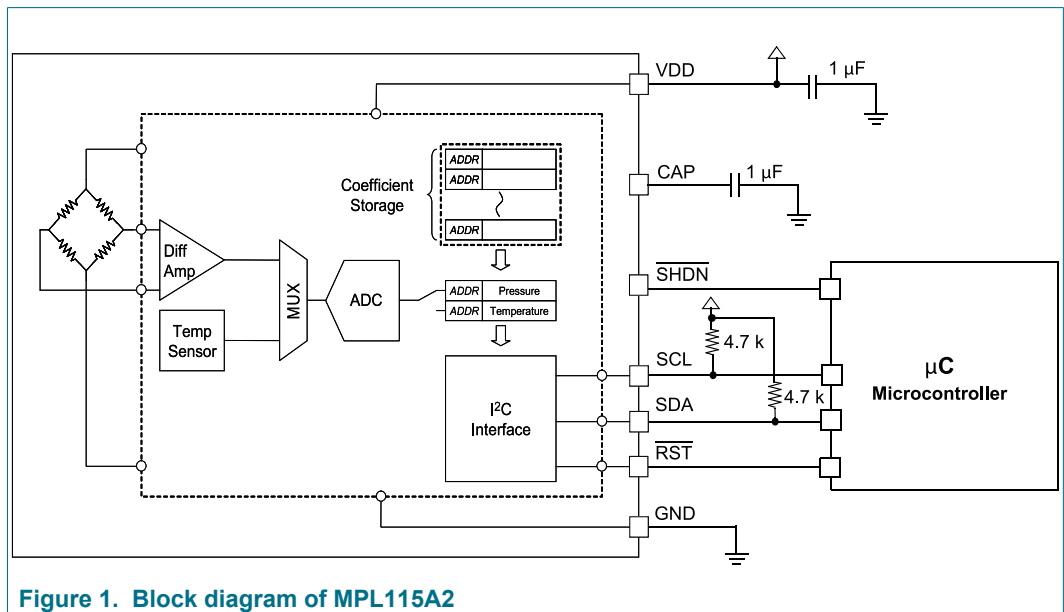 VDD
1 µF
CAP
1 µF
Coefficient
Storage
ADDR
ADDR
ADDR
SHDN
Diff
Amp
MUX
ADC
ADDR Pressure
ADDR Temperature
Temp
Sensor
4.7 k
SCL
µC
Microcontroller
4.7 k
I²C
Interface
SDA
RST
GND
Figure 1. Block diagram of MPL115A2